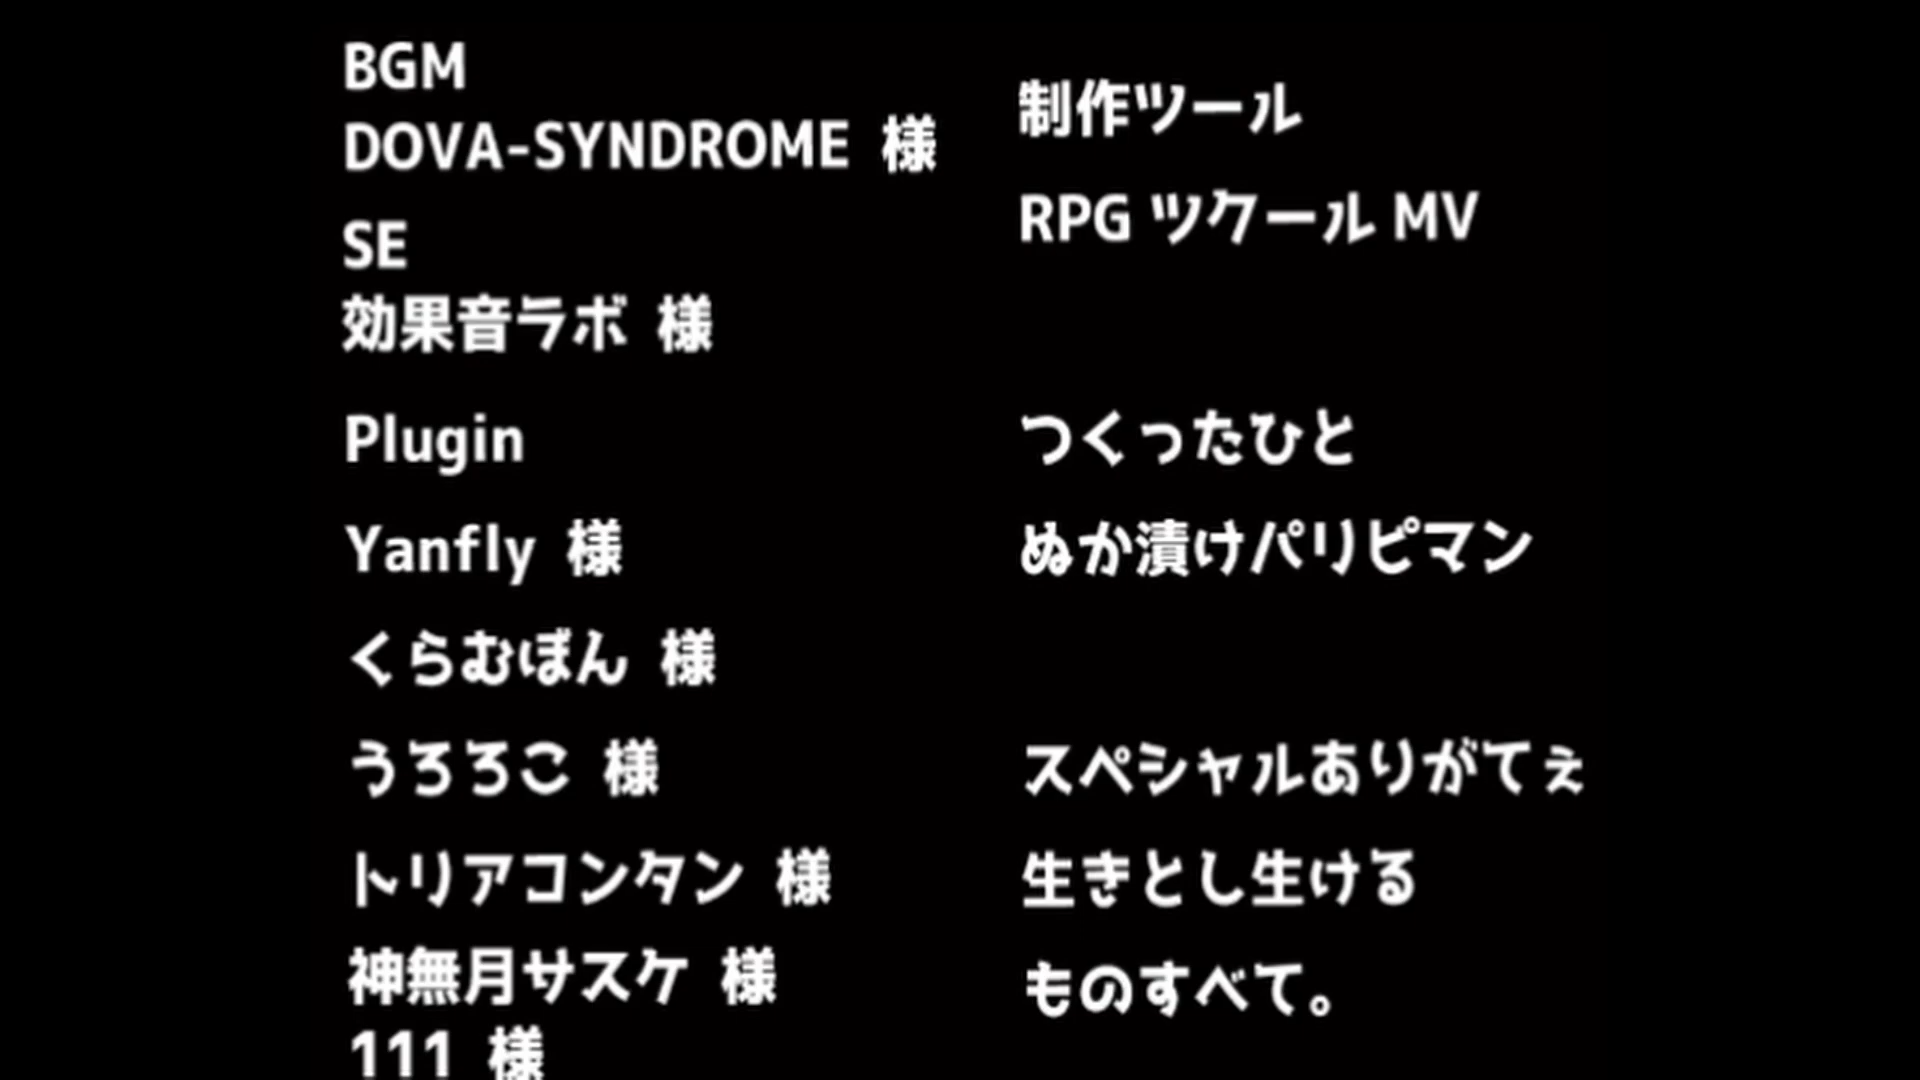 BGM
DOVA-SYNDROME 様
SE
効果音ラボ 様
Plugin
Yanfly 様
くらむぼん 様
うろろこ 様
トリアコンタン 様
神無月サスケ 様
111 様
制作ツール
RPG ツクール MV
つくったひと
ぬか漬けパリピマン
スペシャルありがてぇ
生きとし生ける
ものすべて。